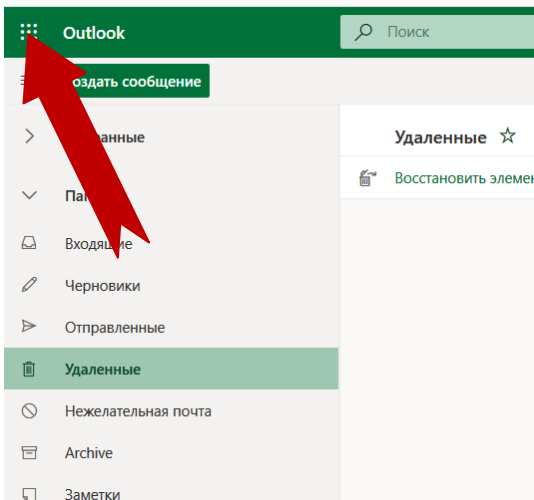 Outlook
Поиск
оздать сообщение
анные
Удаленные
Восстановить элемен
Па
Входящие
Черновики
Отправленные
Удаленные
Нежелательная почта
Archive
Заметки